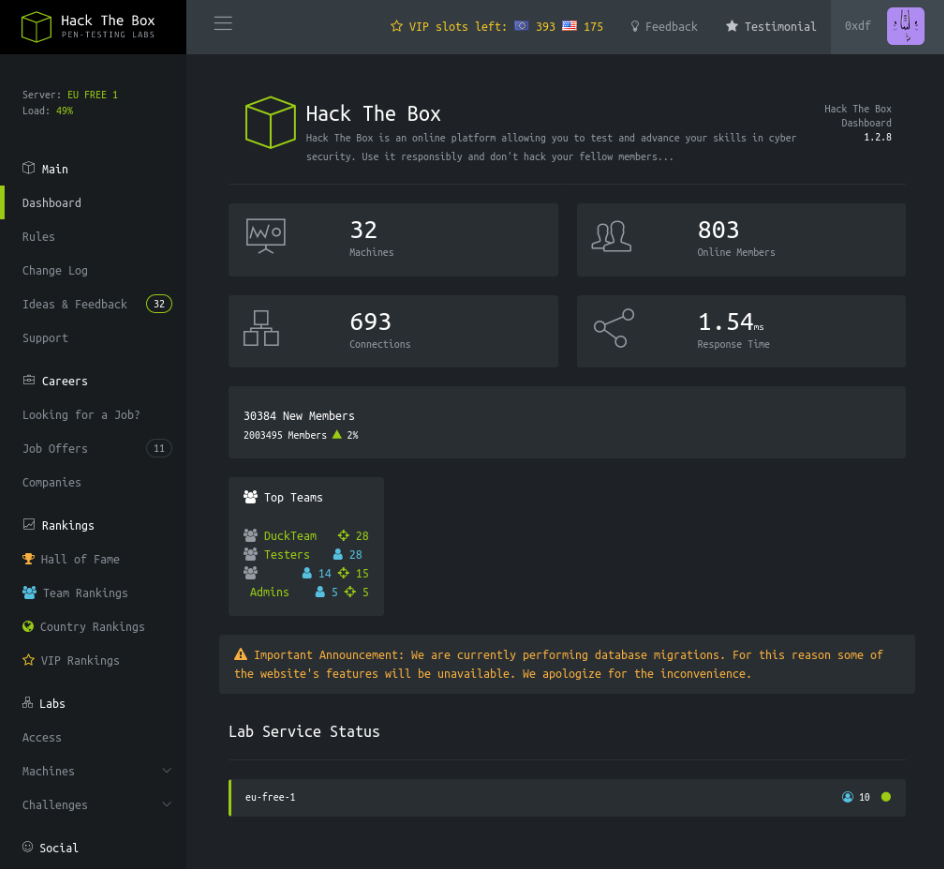 Hack The Box
PEN-TESTING LABS
VIP slots left: 393 175
Feedback
Testimonial
0xdf
Server: EU FREE 1
Load: 49%
Main
Dashboard
Rules
Change Log
Ideas & Feedback 32
Support
Careers
Looking for a Job?
Job Offers 11
Companies
Rankings
Hall of Fame
Team Rankings
Country Rankings
VIP Rankings
Labs
Access
Machines
Challenges
Social
Hack The Box
Hack The Box is an online platform allowing you to test and advance your skills in cyber
security. Use it responsibly and don't hack your fellow members...
Hack The Box
Dashboard
1.2.8
32
Machines
803
Online Members
693
Connections
1.54ms
Response Time
30384 New Members
2003495 Members 2%
Top Teams
DuckTeam 28
Testers 28
14 15
Admins 5 5
Important Announcement: We are currently performing database migrations. For this reason some of
the website's features will be unavailable. We apologize for the inconvenience.
Lab Service Status
eu-free-1 10